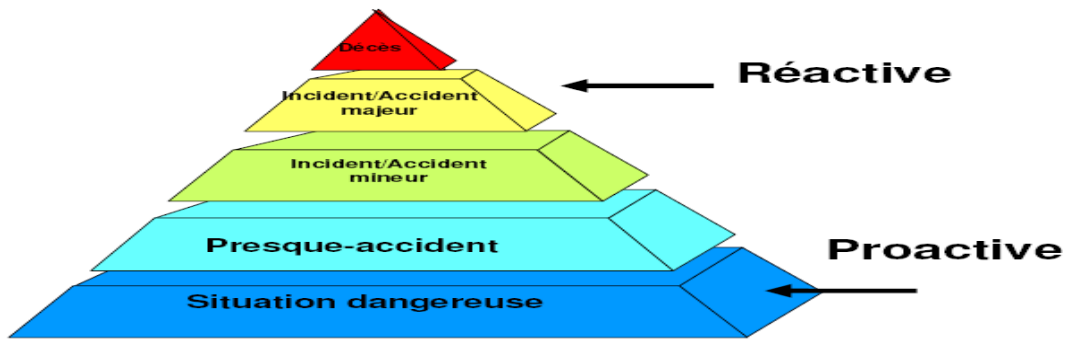 Décès
Réactive
Incident/Accident
majeur
Incident/Accident
mineur
Presque-accident
Proactive
Situation dangereuse